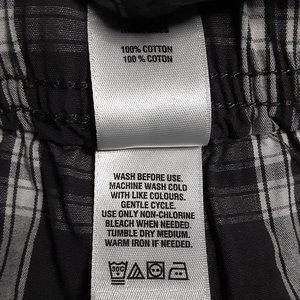 100% COTTON
100 % COTON
WASH BEFORE USE.
MACHINE WASH COLD
WITH LIKE COLOURS.
GENTLE CYCLE.
USE ONLY NON-CHLORINE
BLEACH WHEN NEEDED.
TUMBLE DRY MEDIUM.
WARM IRON IF NEEDED.
30C